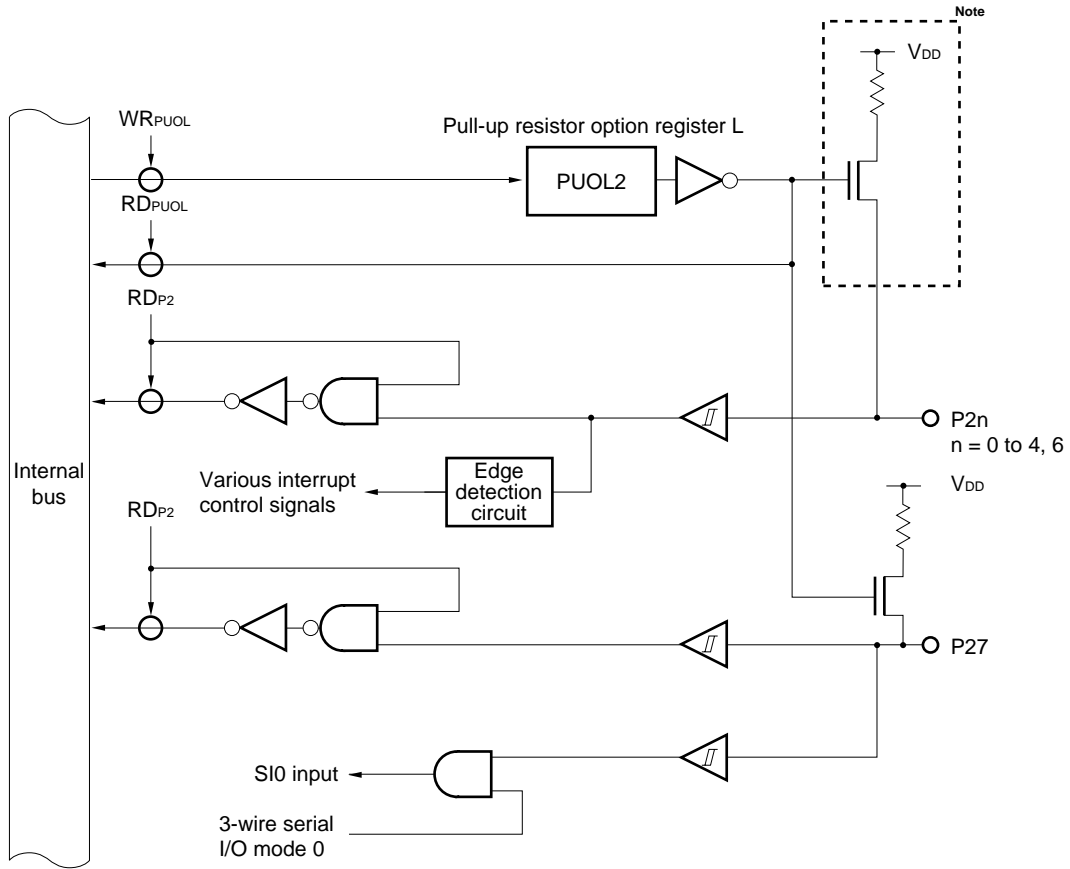 Note
VDD
WRPUOL
Pull-up resistor option register L
PUOL2
RDPUOL
RDP2
P2n
n = 0 to 4, 6
Internal
bus
Various interrupt
control signals
Edge
detection
circuit
VDD
RDP2
P27
SI0 input
3-wire serial
I/O mode 0